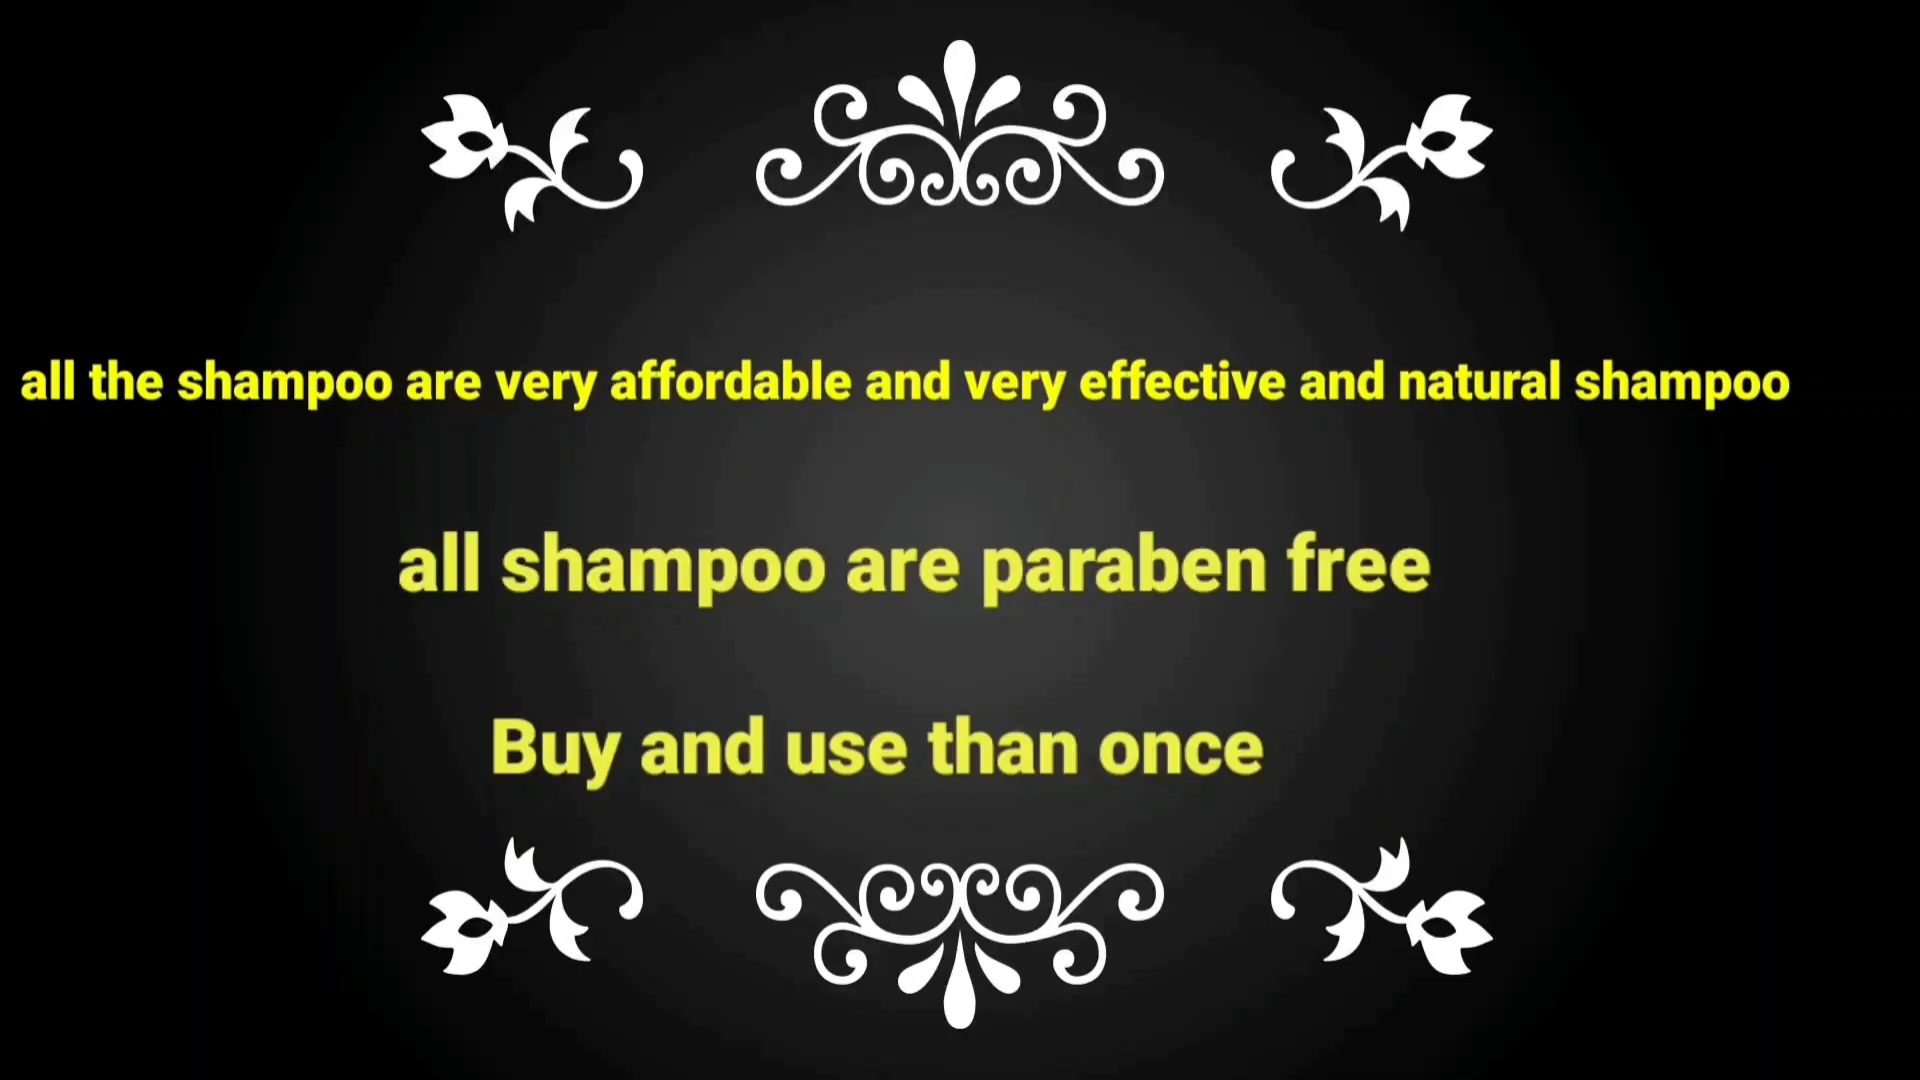 all the shampoo are very affordable and very effective and natural shampoo
all shampoo are paraben free
Buy and use than once